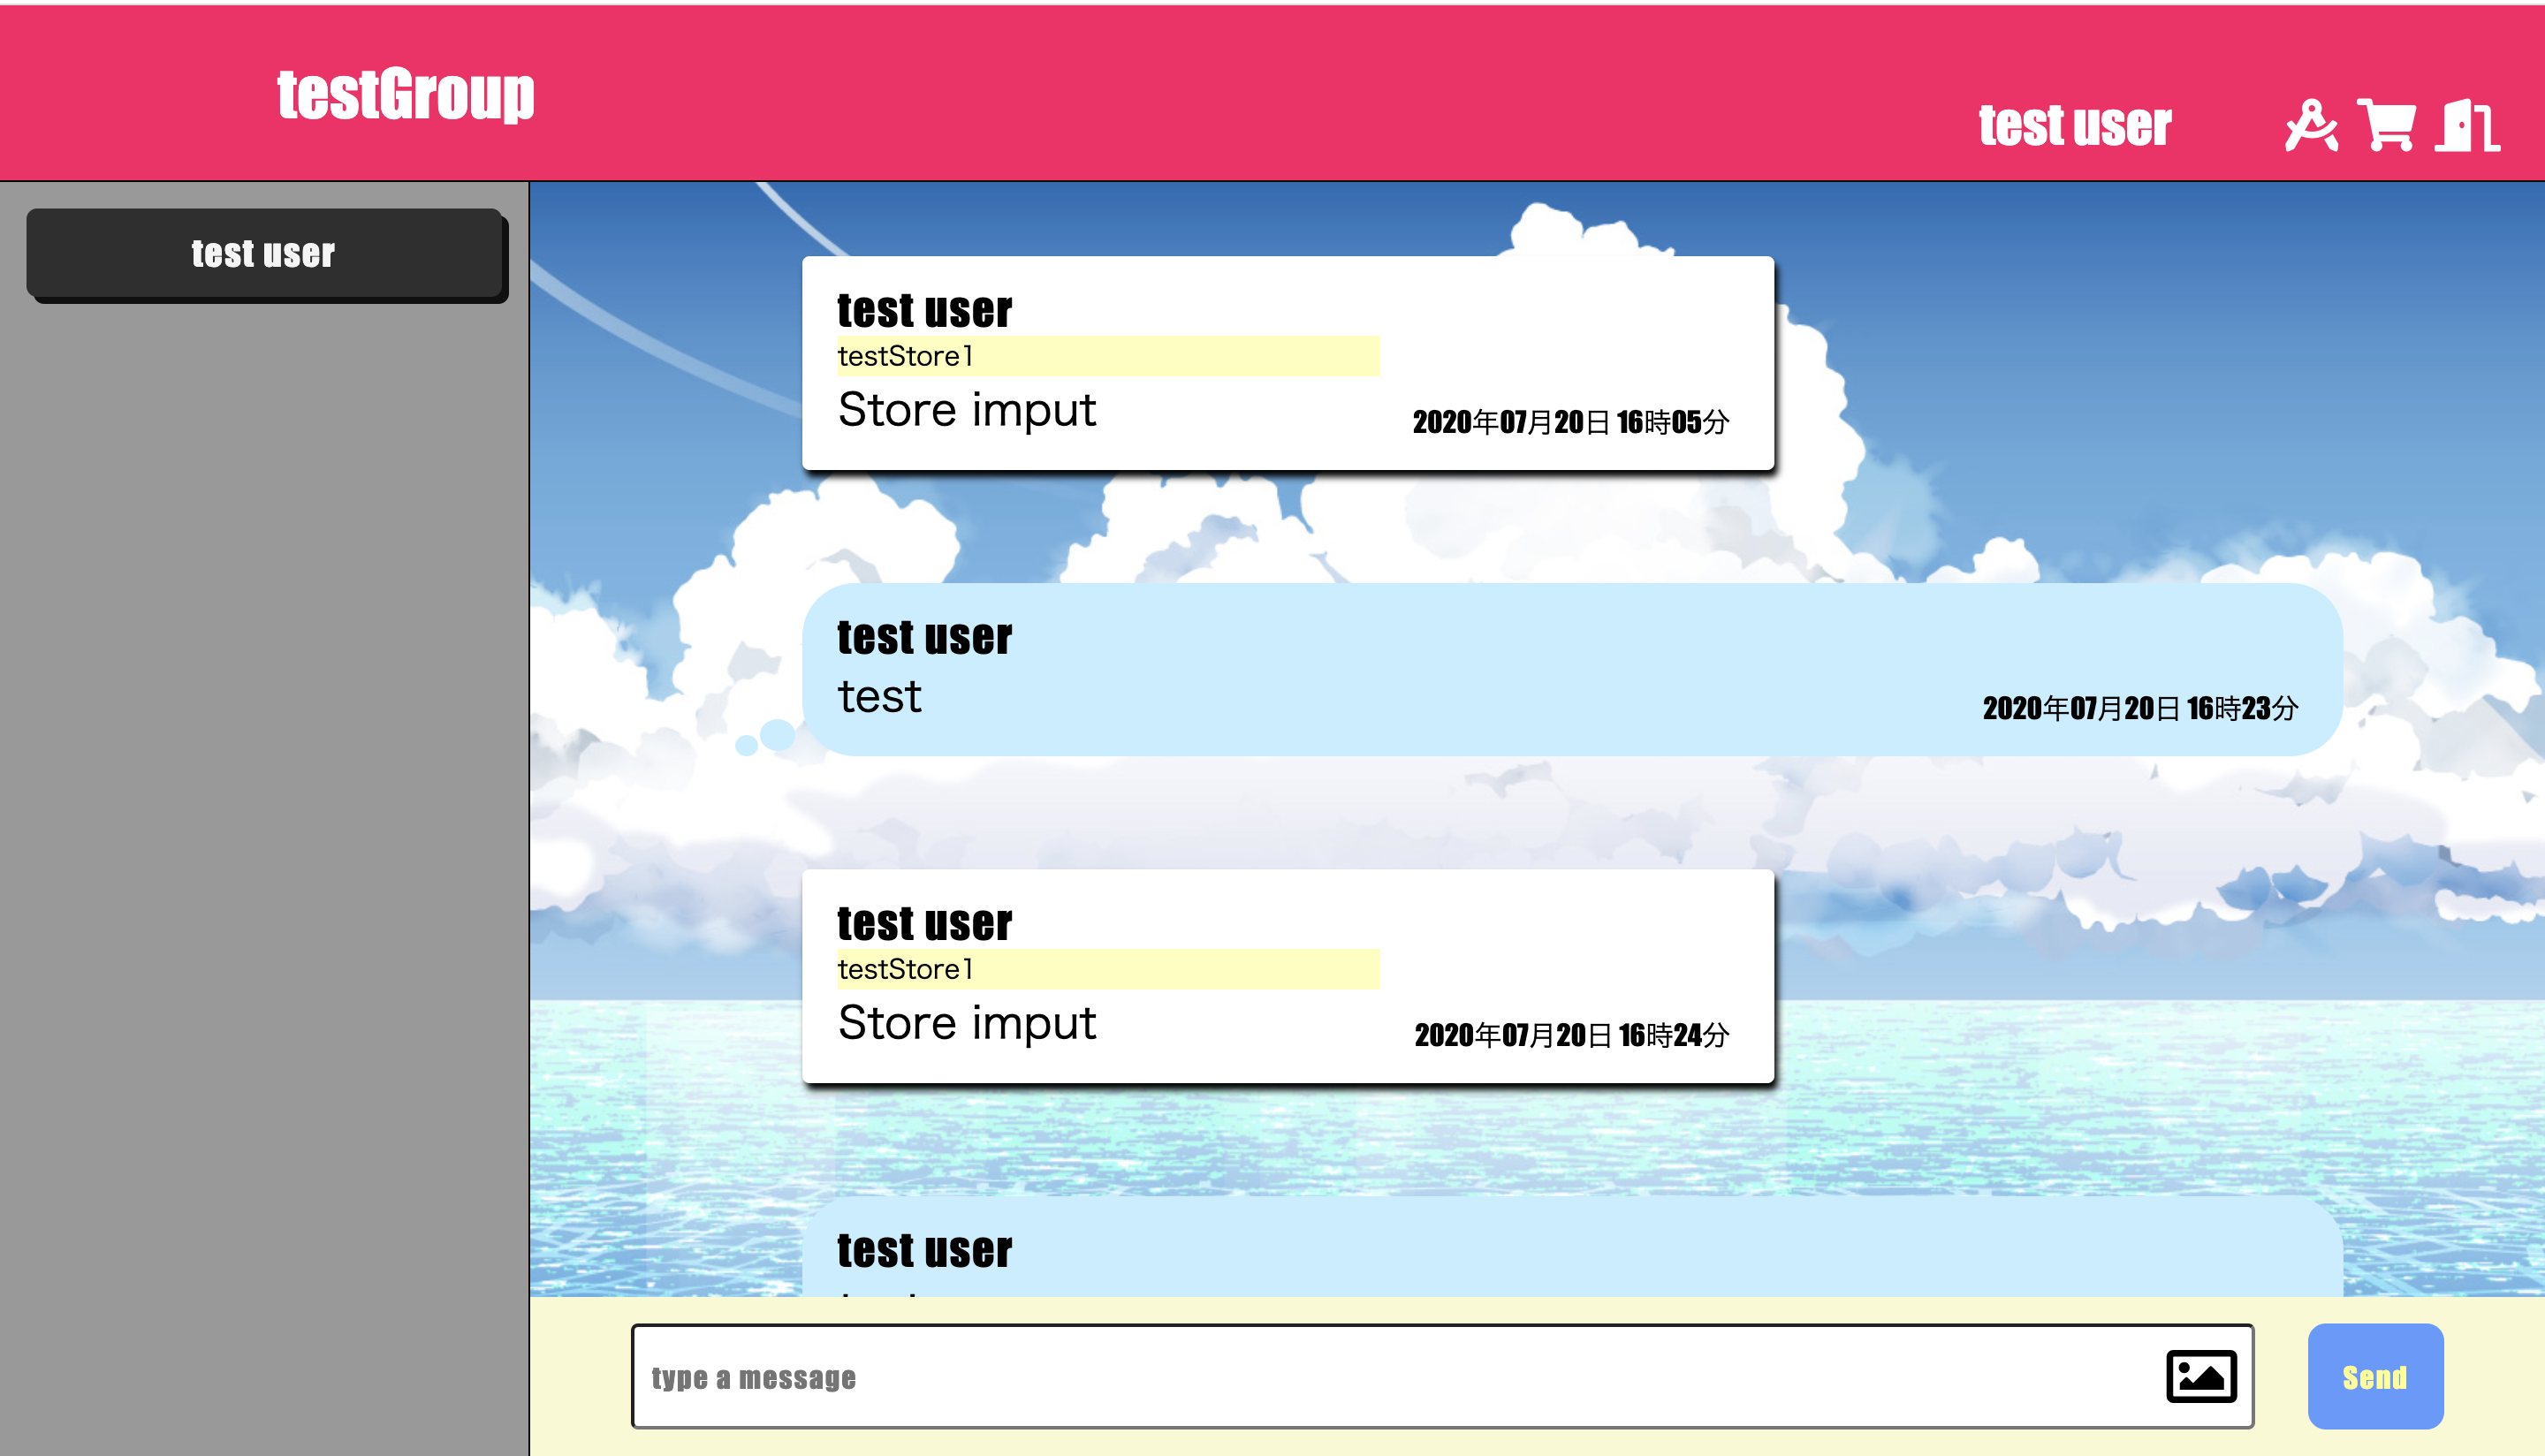 testGroup
test user
test user
test user
testStore1
Store imput
2020年07月20日 16時05分
test user
test
2020年07月20日 16時23分
test user
testStore1
Store imput
2020年07月20日 16時24分
test user
type a message
Send